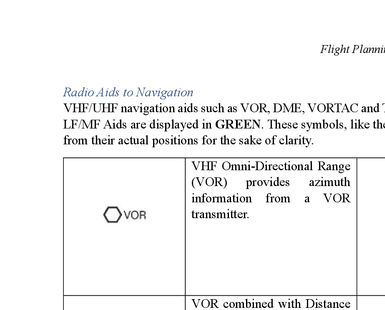 Flight Planni
Radio Aids to Navigation
VHF/UHF navigation aids such as VOR, DME, VORTAC and
LF/MF Aids are displayed in GREEN. These symbols, like the
from their actual positions for the sake of clarity.
VOR
VHF Omni-Directional Range
(VOR) provides azimuth
information from a VOR
transmitter.
VOR combined with Distance